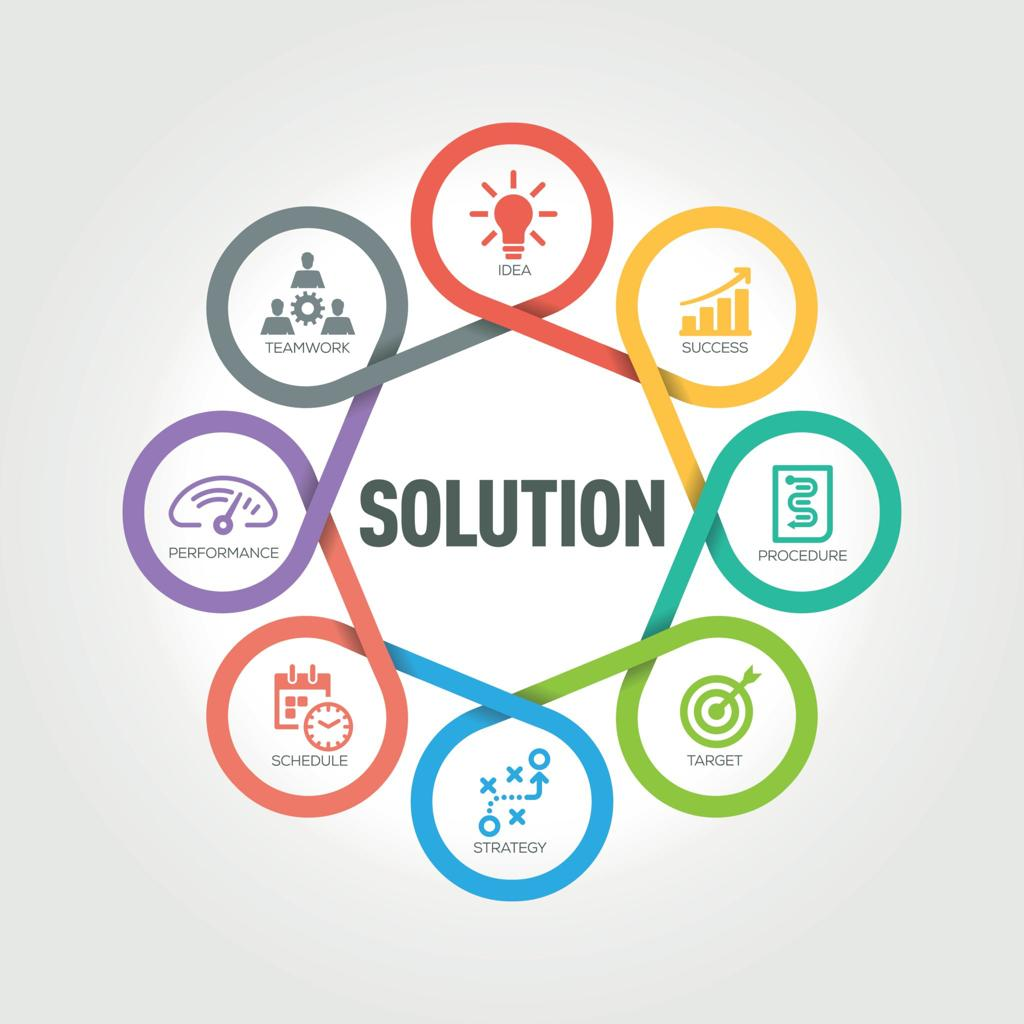 IDEA
TEAMWORK
SUCCESS
SOLUTION
PERFORMANCE
PROCEDURE
SCHEDULE
TARGET
STRATEGY